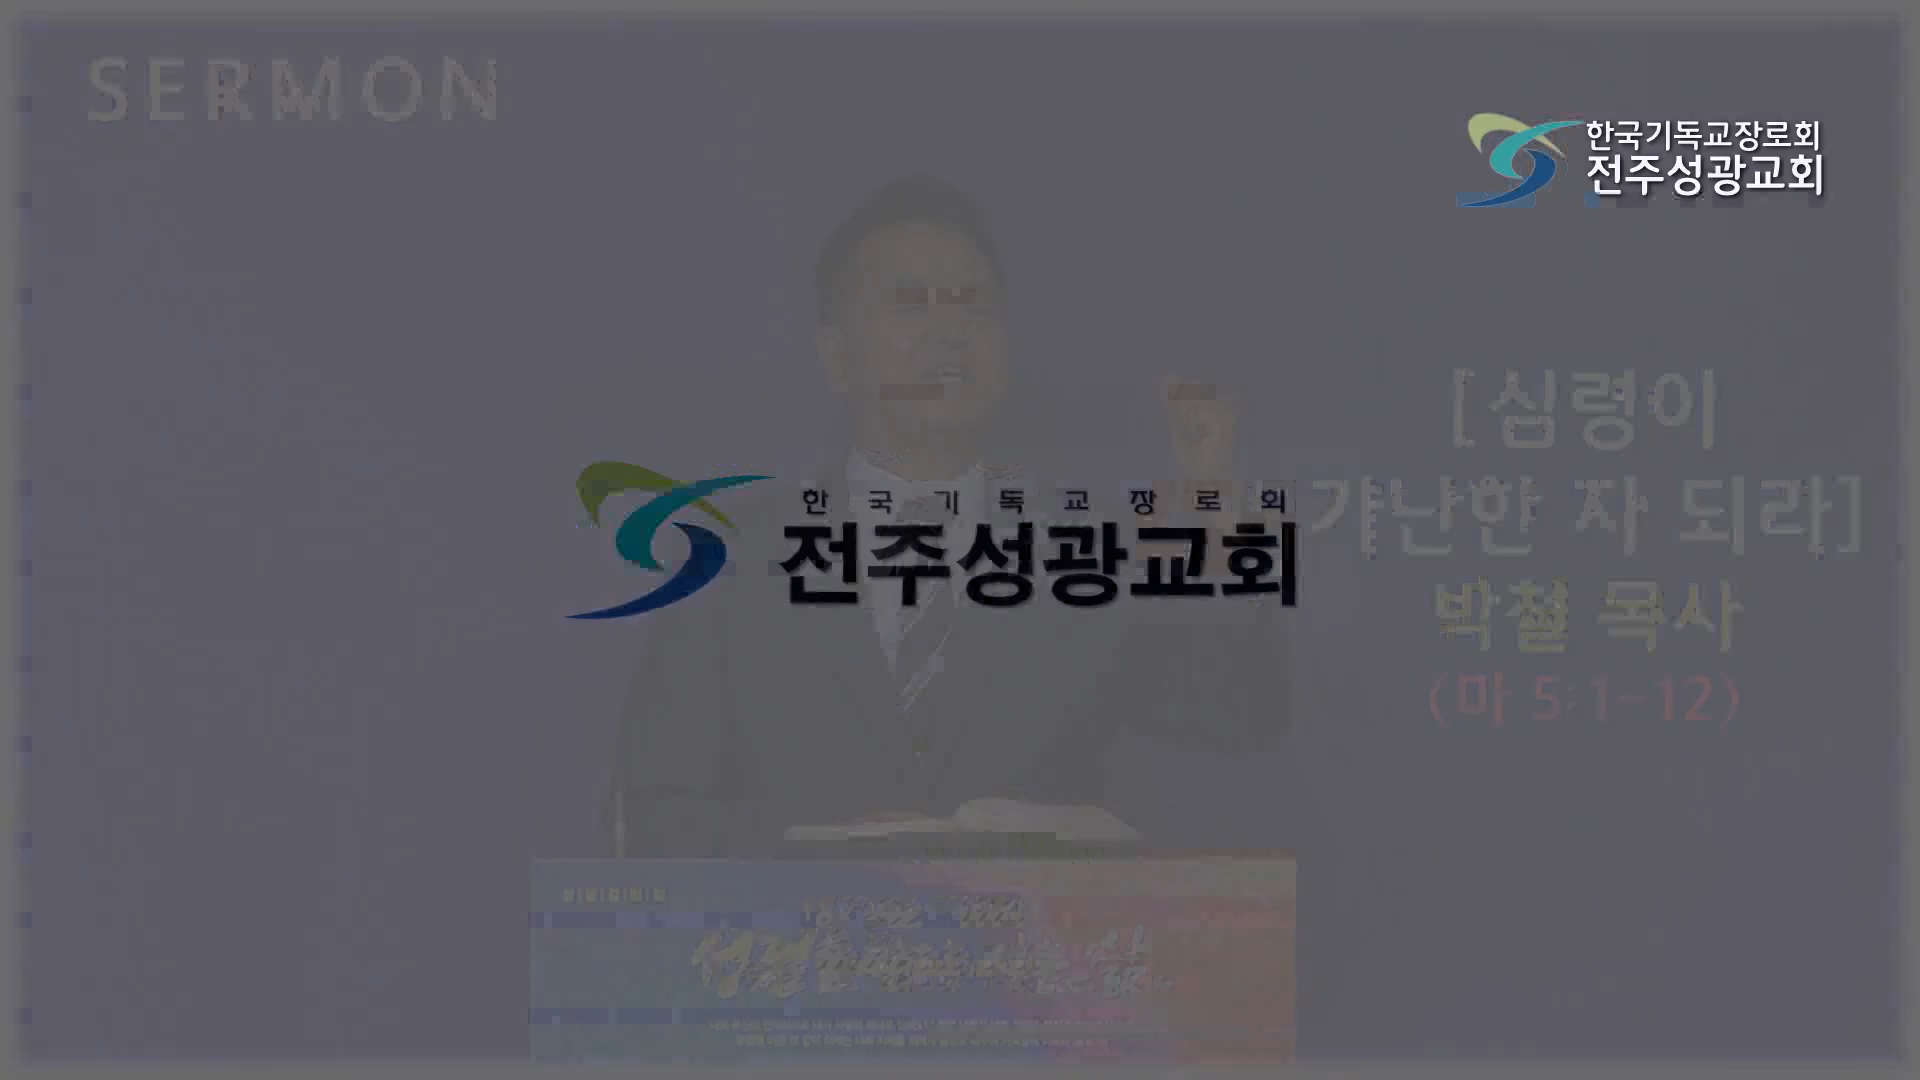 SERMON
한국기독교장로회
전주성광교회
[심령이
가난한 자 되라]
박철 목사
(마 5:1-12)
한국기독교장로회
전주성광교회